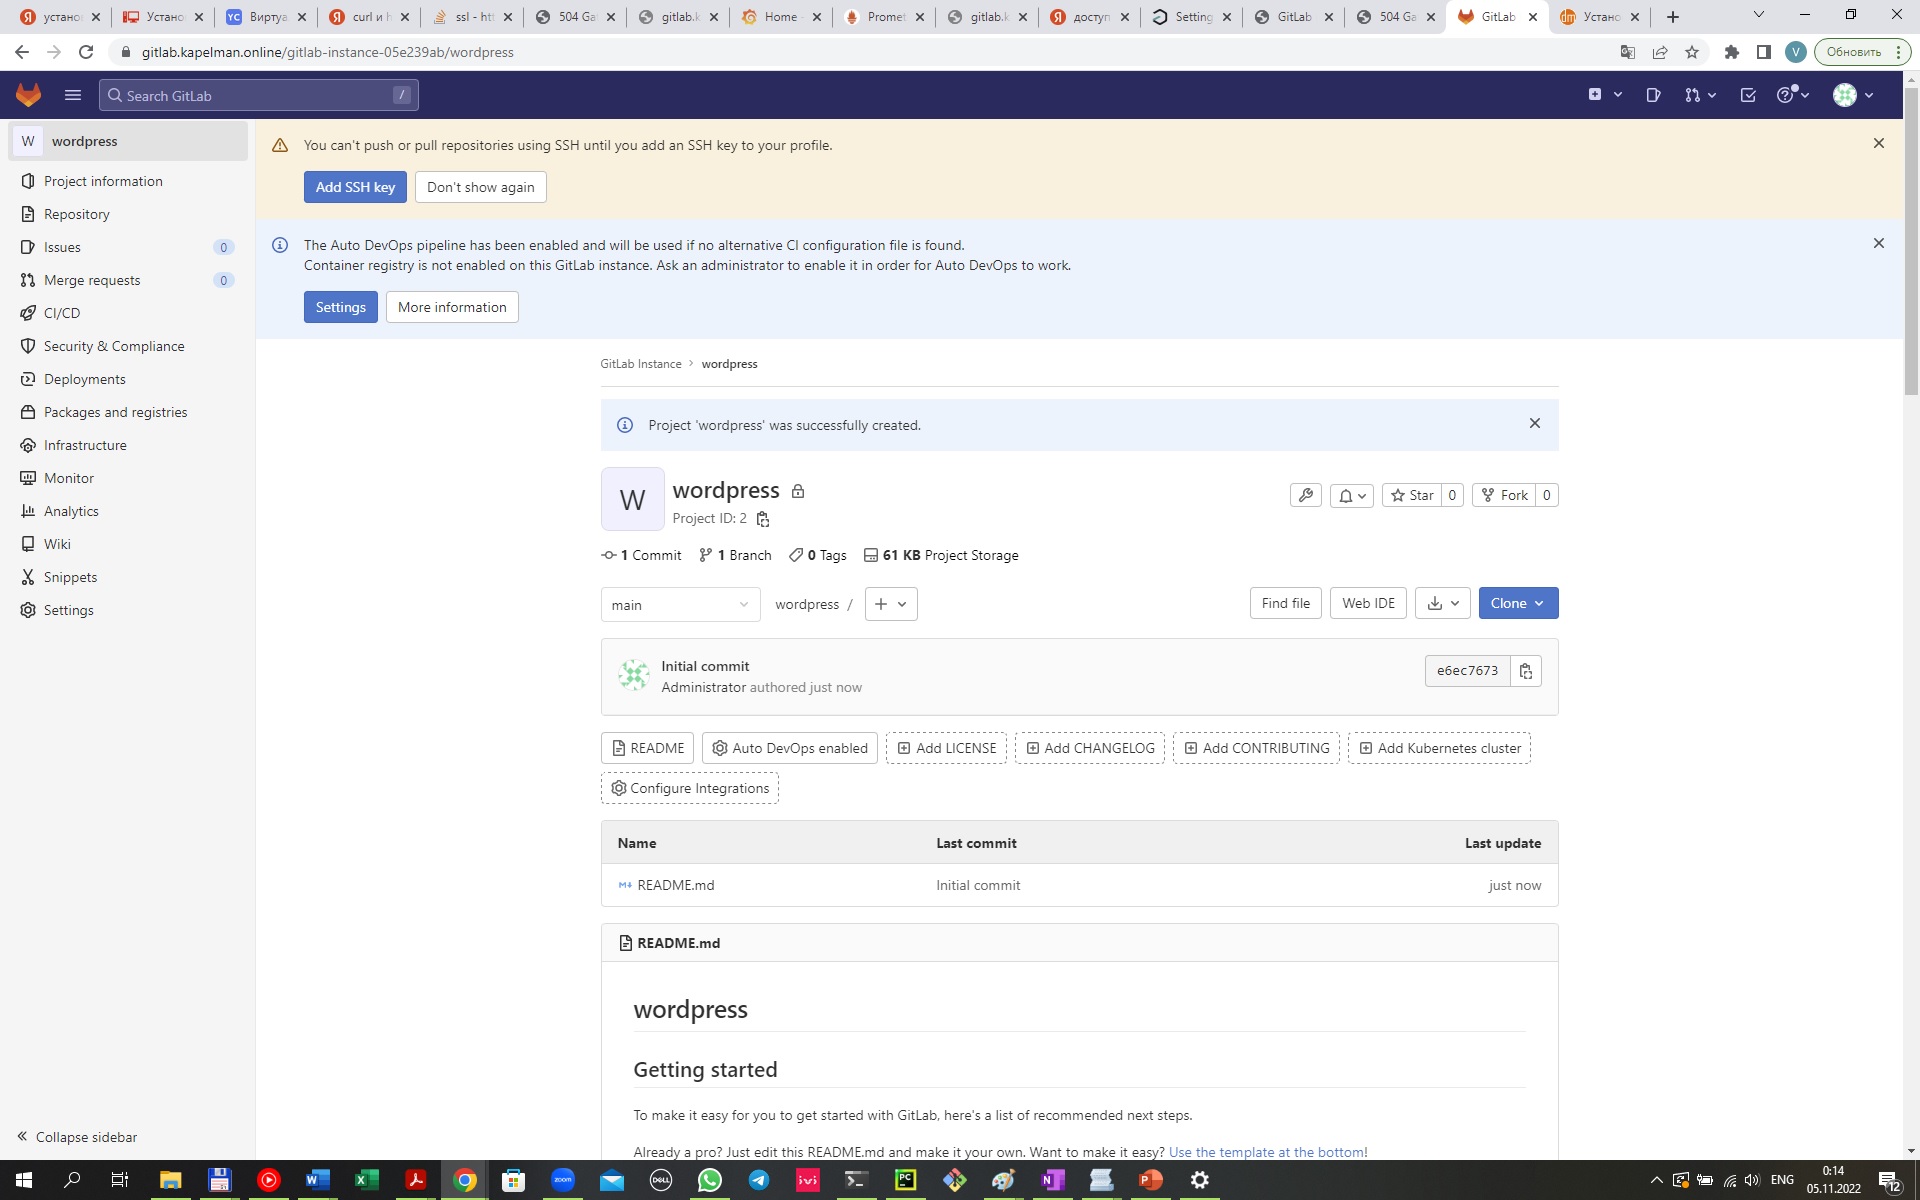 устано
Устано
YC Виртуа
curl и h
ssl - htt
504 Ga
gitlab.k
Home -
Promet
gitlab.k
доступ
Setting
GitLab
504 Ga
GitLab
dm Устано
gitlab.kapelman.online/gitlab-instance-05e239ab/wordpress
V
Обновить
Search GitLab
/
W wordpress
Project information
Repository
Issues 0
Merge requests 0
CI/CD
Security & Compliance
Deployments
Packages and registries
Infrastructure
Monitor
Analytics
Wiki
Snippets
Settings
Collapse sidebar
You can't push or pull repositories using SSH until you add an SSH key to your profile.
Add SSH key Don't show again
The Auto DevOps pipeline has been enabled and will be used if no alternative CI configuration file is found.
Container registry is not enabled on this GitLab instance. Ask an administrator to enable it in order for Auto DevOps to work.
Settings More information
GitLab Instance > wordpress
Project 'wordpress' was successfully created.
W
wordpress
Project ID: 2
Star 0 Fork 0
1 Commit 1 Branch 0 Tags 61 KB Project Storage
main wordpress / +
Find file Web IDE Clone
Initial commit
Administrator authored just now
e6ec7673
README Auto DevOps enabled Add LICENSE Add CHANGELOG Add CONTRIBUTING Add Kubernetes cluster
Configure Integrations
Name Last commit Last update
README.md Initial commit just now
README.md
wordpress
Getting started
To make it easy for you to get started with GitLab, here's a list of recommended next steps.
Already a pro? Just edit this README.md and make it your own. Want to make it easy? Use the template at the bottom!
zoom
DELL
ivi
PC
ENG
0:14
05.11.2022
12